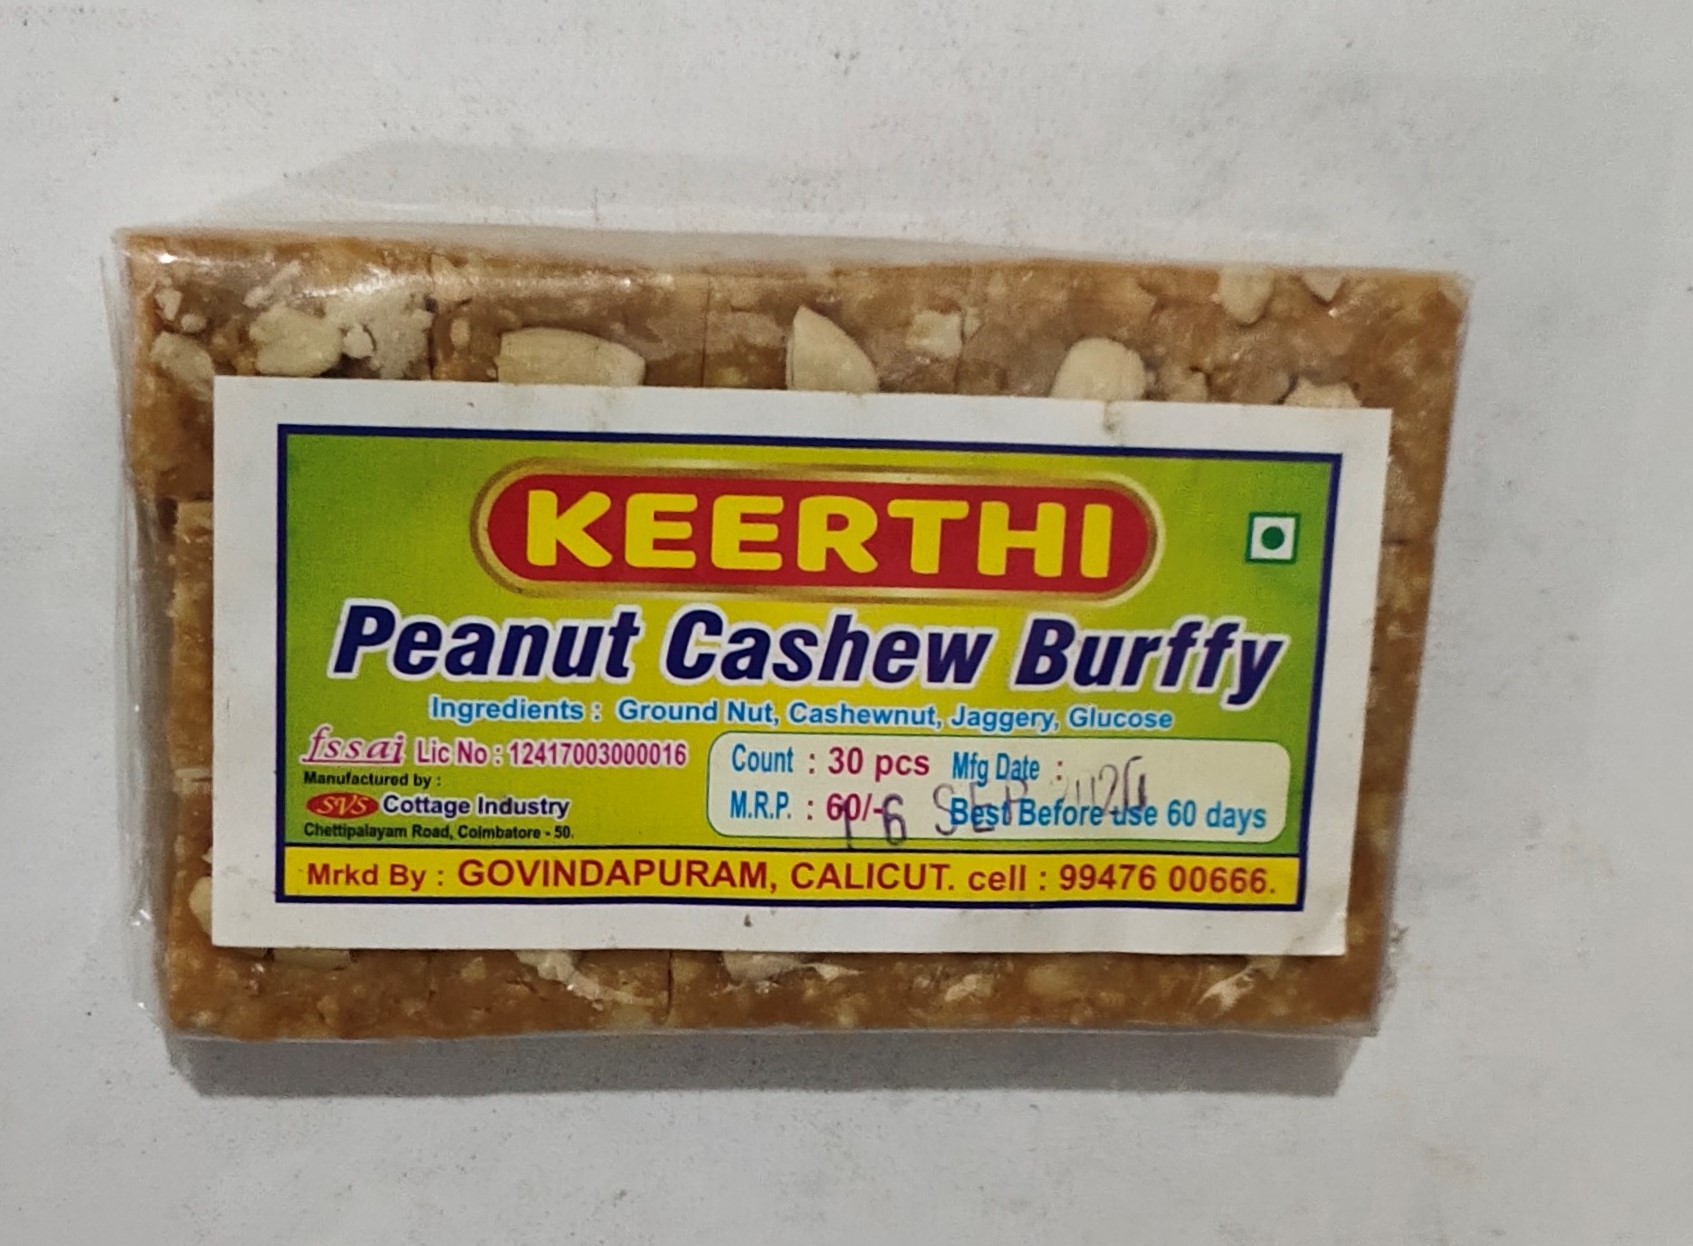 KEERTHI
Peanut Cashew Burffy
Ingredients : Ground Nut, Cashewnut, Jaggery, Glucose
fssai Lic No : 12417003000016
Manufactured by :
SVS Cottage Industry
Chettipalayam Road, Coimbatore - 50.
Count : 30 pcs Mfg Date :
M.R.P. : 60/- Best Before use 60 days
16 SEP
Mrkd By : GOVINDAPURAM, CALICUT. cell : 99476 00666.